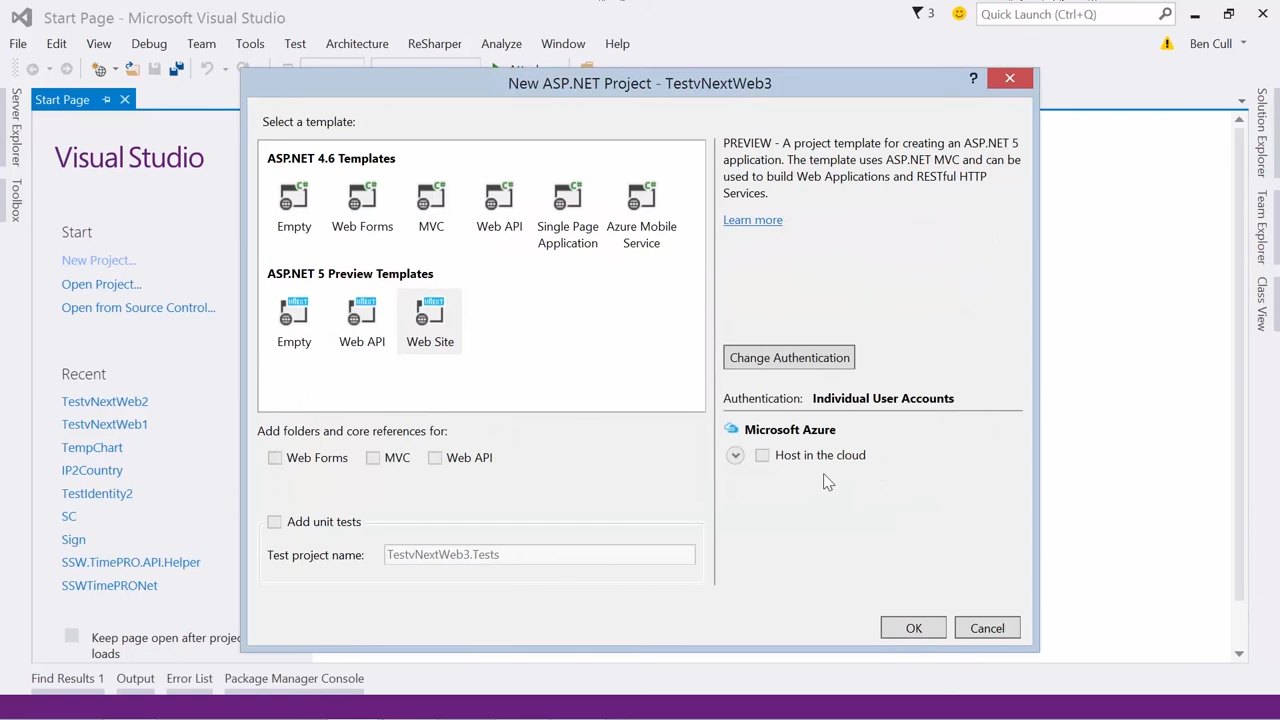 Start Page - Microsoft Visual Studio
3
Quick Launch (Ctrl+Q)
File Edit View Debug Team Tools Test Architecture ReSharper Analyze Window Help
Ben Cull
Server Explorer
Toolbox
Start Page
Visual Studio
Start
New Project...
Open Project...
Open from Source Control...
Recent
TestvNextWeb2
TestvNextWeb1
TempChart
IP2Country
TestIdentity2
SC
Sign
SSW.TimePRO.API.Helper
SSWTimePRONet
Keep page open after projec
loads
New ASP.NET Project - TestvNextWeb3
?
Select a template:
ASP.NET 4.6 Templates
C# C# C# C# C# C#
Empty Web Forms MVC Web API Single Page Azure Mobile
Application Service
ASP.NET 5 Preview Templates
vNEXT vNEXT vNEXT
Empty Web API Web Site
Add folders and core references for:
Web Forms MVC Web API
Add unit tests
Test project name: TestvNextWeb3.Tests
PREVIEW - A project template for creating an ASP.NET 5
application. The template uses ASP.NET MVC and can be
used to build Web Applications and RESTful HTTP
Services.
Learn more
Change Authentication
Authentication: Individual User Accounts
Microsoft Azure
Host in the cloud
OK Cancel
Solution Explorer
Team Explorer
Class View
Find Results 1 Output Error List Package Manager Console